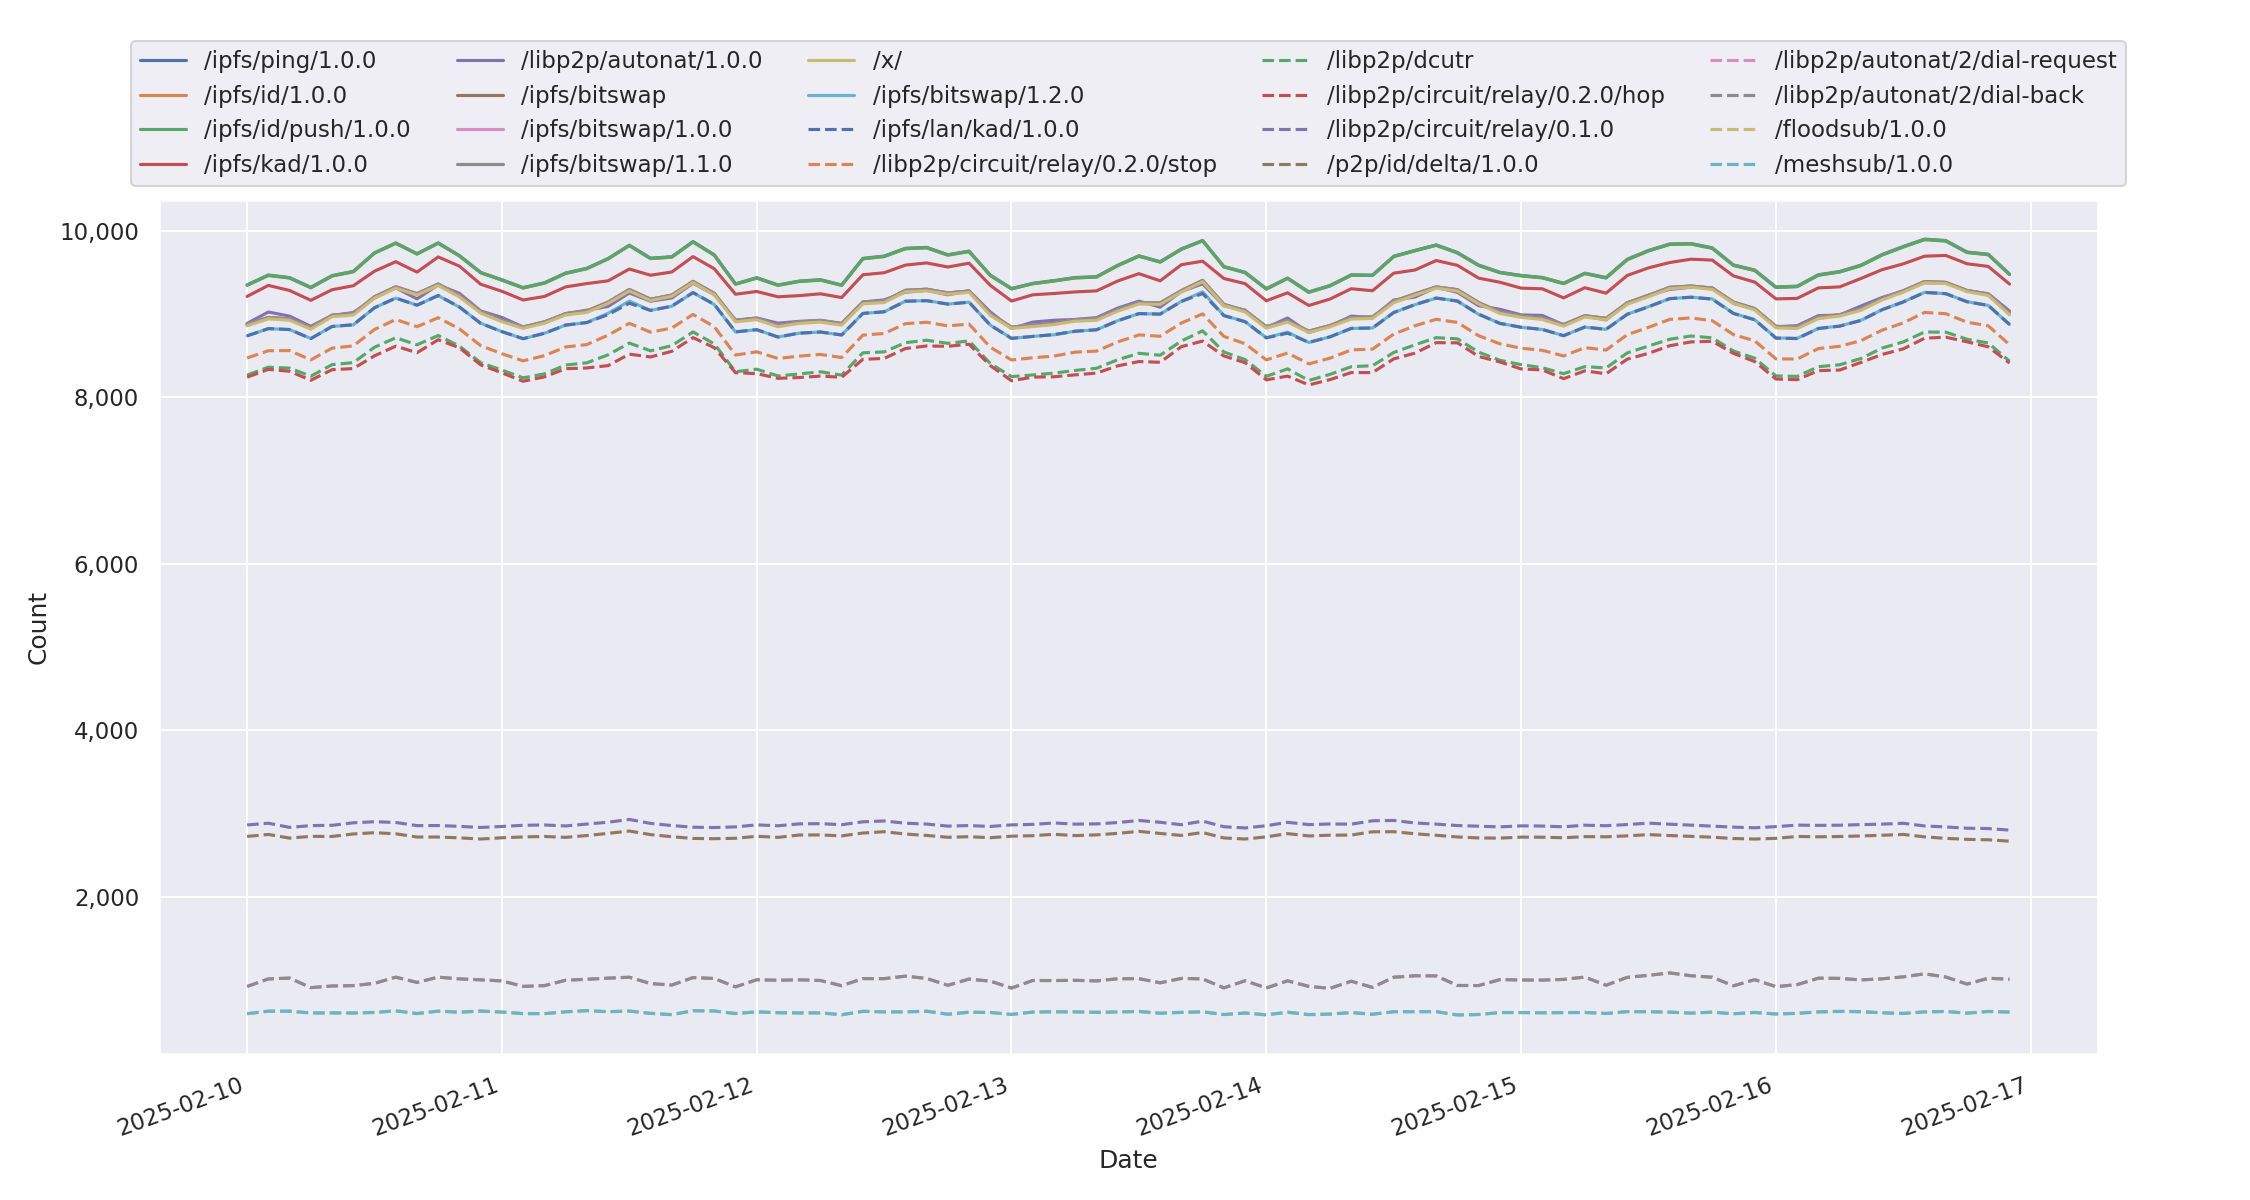 /ipfs/ping/1.0.0
/ipfs/id/1.0.0
/ipfs/id/push/1.0.0
/ipfs/kad/1.0.0
/libp2p/autonat/1.0.0
/ipfs/bitswap
/ipfs/bitswap/1.0.0
/ipfs/bitswap/1.1.0
/x/
/ipfs/bitswap/1.2.0
/ipfs/lan/kad/1.0.0
/libp2p/circuit/relay/0.2.0/stop
/libp2p/dcutr
/libp2p/circuit/relay/0.2.0/hop
/libp2p/circuit/relay/0.1.0
/p2p/id/delta/1.0.0
/libp2p/autonat/2/dial-request
/libp2p/autonat/2/dial-back
/floodsub/1.0.0
/meshsub/1.0.0
10,000
8,000
6,000
4,000
2,000
Count
2025-02-10
2025-02-11
2025-02-12
2025-02-13
2025-02-14
2025-02-15
2025-02-16
2025-02-17
Date